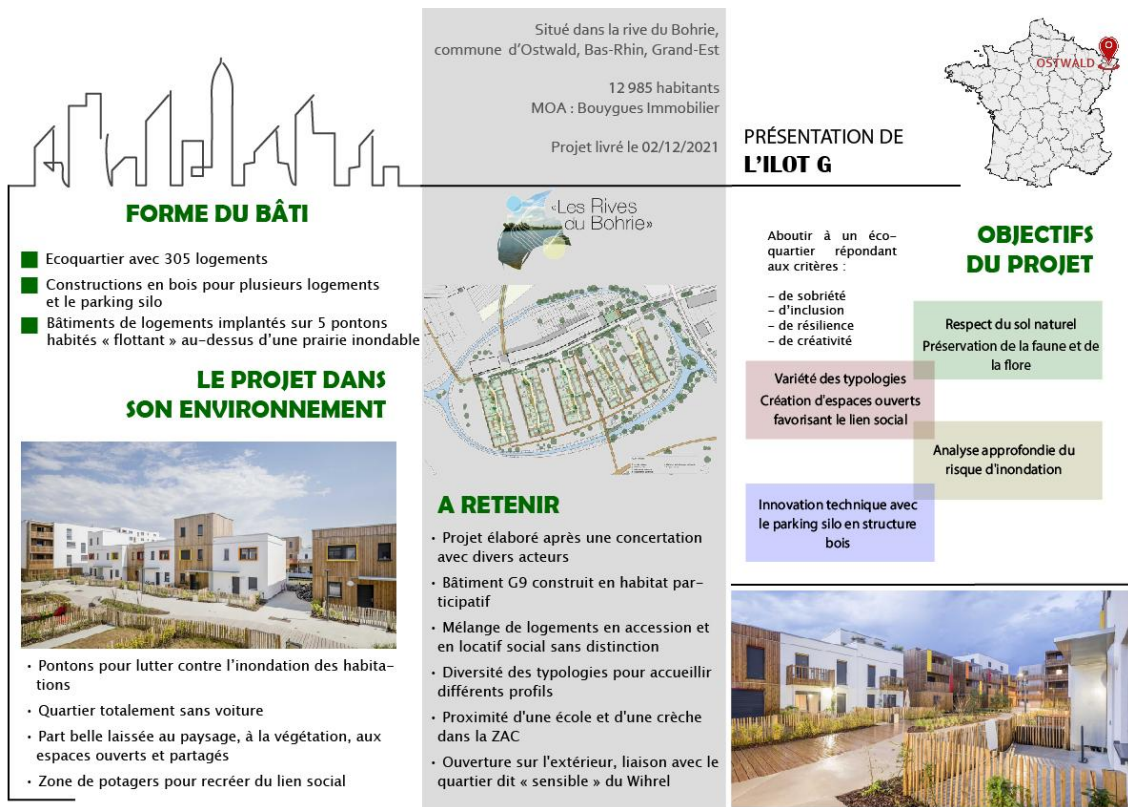 Situé dans la rive du Bohrie,
commune d'Ostwald, Bas-Rhin, Grand-Est
12 985 habitants
MOA : Bouygues Immobilier
Projet livré le 02/12/2021
PRÉSENTATION DE
L'ILOT G
OSTWALD
FORME DU BÂTI
Ecoquartier avec 305 logements
Constructions en bois pour plusieurs logements
et le parking silo
Bâtiments de logements implantés sur 5 pontons
habités « flottant » au-dessus d'une prairie inondable
LE PROJET DANS
SON ENVIRONNEMENT
· Pontons pour lutter contre l'inondation des habita-
tions
· Quartier totalement sans voiture
· Part belle laissée au paysage, à la végétation, aux
espaces ouverts et partagés
· Zone de potagers pour recréer du lien social
«Les Rives
du Bohrie»
A RETENIR
· Projet élaboré après une concertation
avec divers acteurs
· Bâtiment G9 construit en habitat par-
ticipatif
· Mélange de logements en accession et
en locatif social sans distinction
· Diversité des typologies pour accueillir
différents profils
· Proximité d'une école et d'une crèche
dans la ZAC
· Ouverture sur l'extérieur, liaison avec le
quartier dit « sensible » du Wihrel
Aboutir à un éco-
quartier répondant
aux critères :
– de sobriété
– d'inclusion
– de résilience
– de créativité
OBJECTIFS
DU PROJET
Respect du sol naturel
Préservation de la faune et de
la flore
Variété des typologies
Création d'espaces ouverts
favorisant le lien social
Analyse approfondie du
risque d'inondation
Innovation technique avec
le parking silo en structure
bois